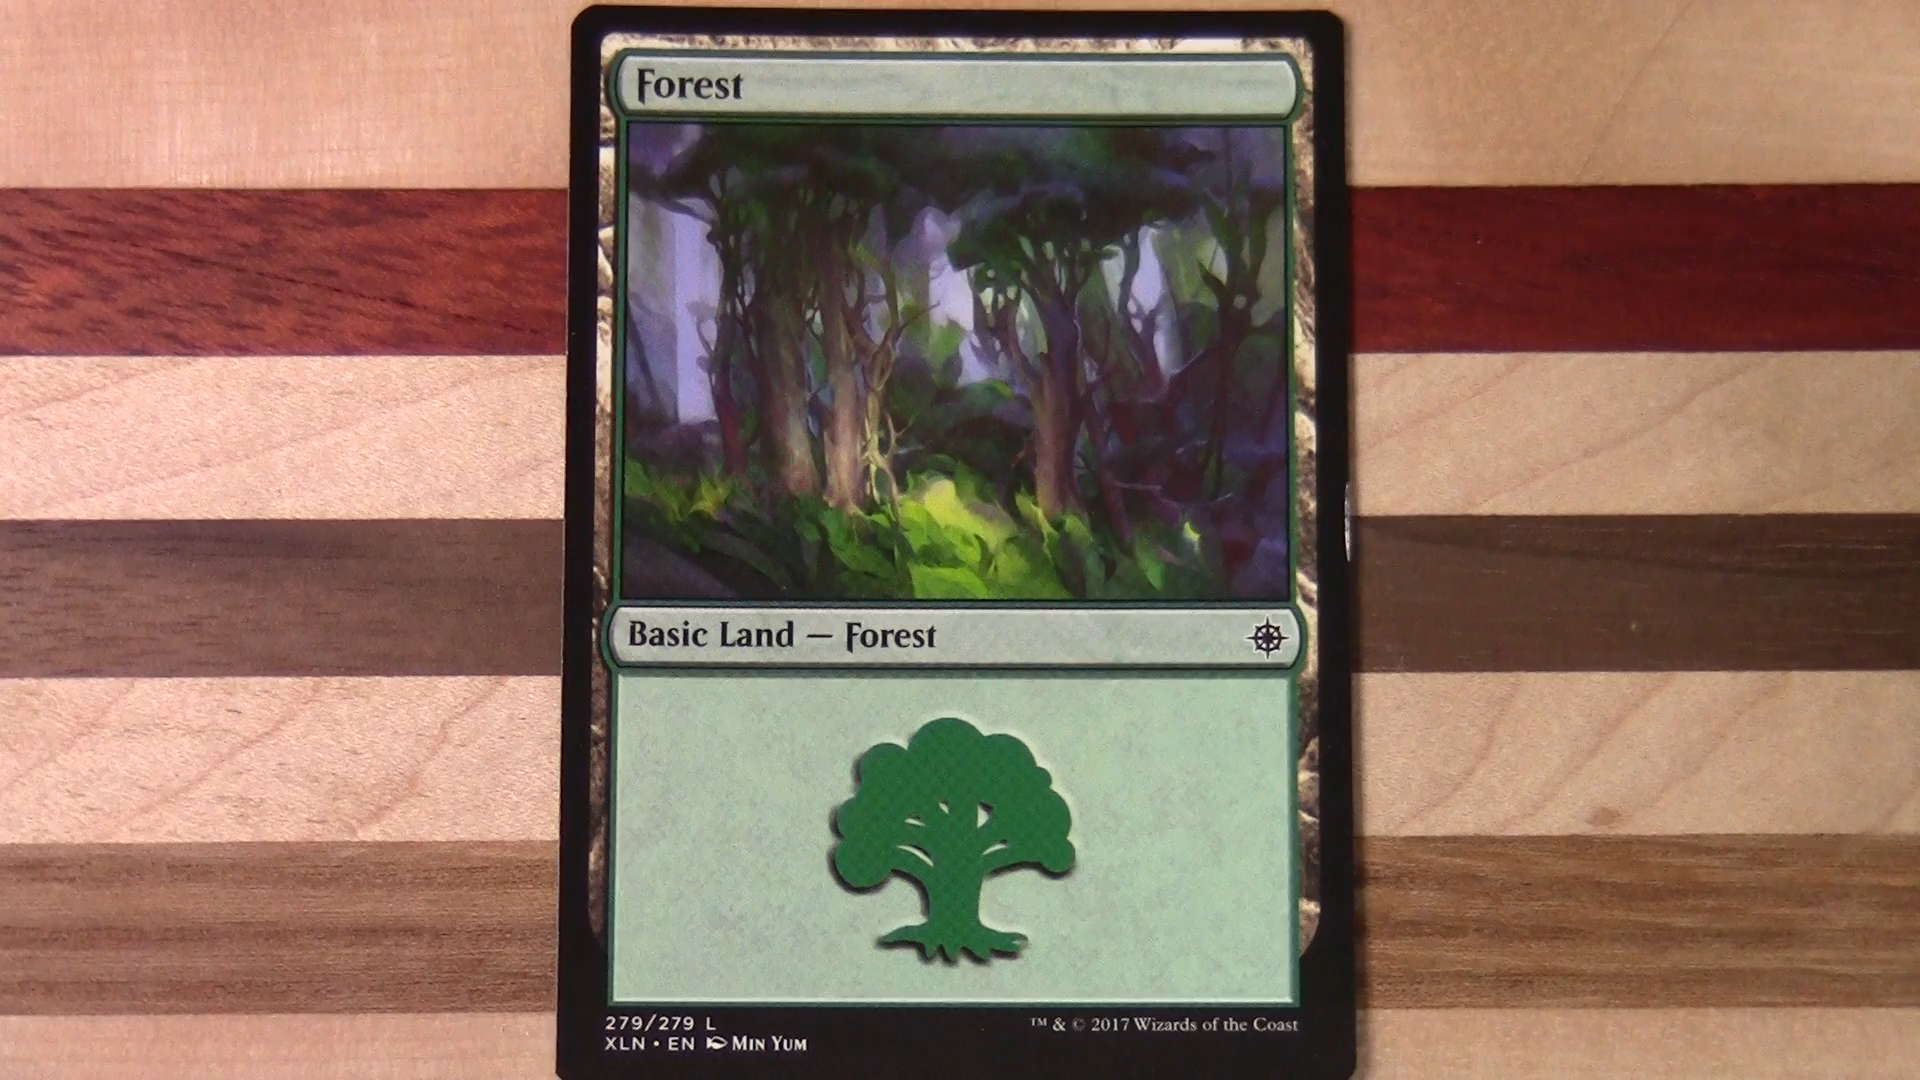 Forest
Basic Land — Forest
279/279 L
XLN • EN Min Yum
™ & © 2017 Wizards of the Coast